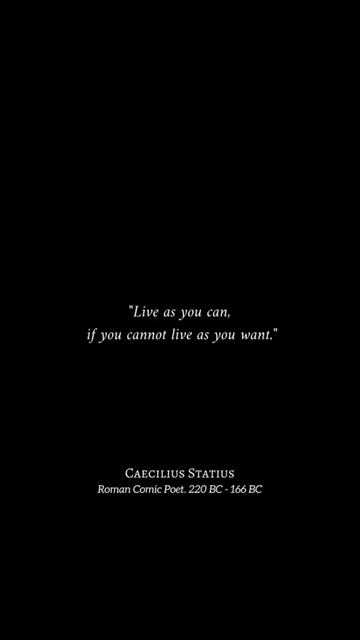 "Live as you can,
if you cannot live as you want."
Caecilius Statius
Roman Comic Poet. 220 BC - 166 BC